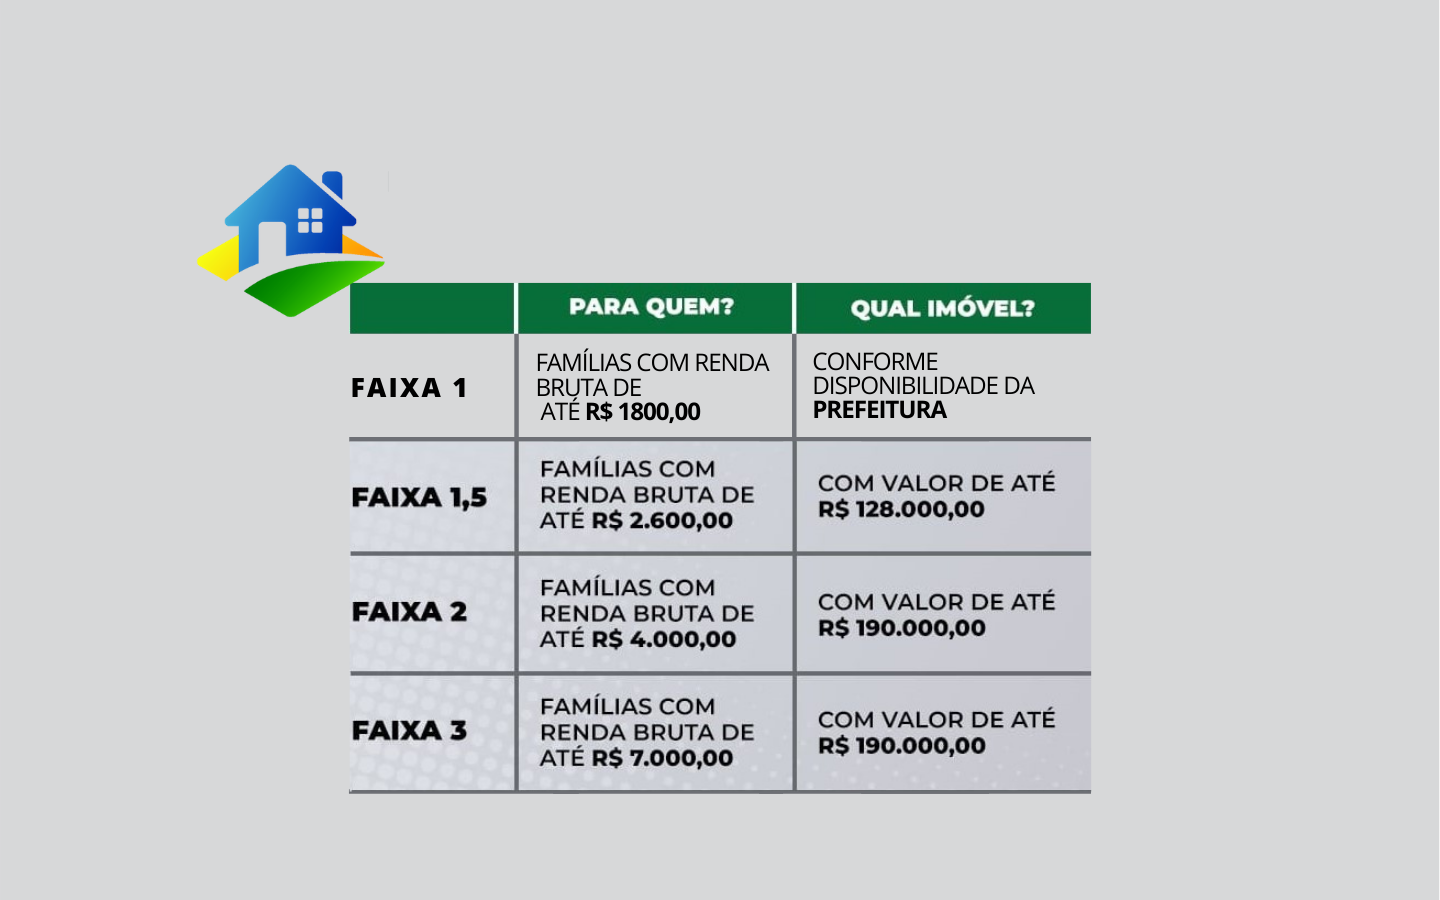 PARA QUEM?
QUAL IMÓVEL?
FAIXA 1
FAMÍLIAS COM RENDA
BRUTA DE
ATÉ R$ 1800,00
CONFORME
DISPONIBILIDADE DA
PREFEITURA
FAIXA 1,5
FAMÍLIAS COM
RENDA BRUTA DE
ATÉ R$ 2.600,00
COM VALOR DE ATÉ
R$ 128.000,00
FAIXA 2
FAMÍLIAS COM
RENDA BRUTA DE
ATÉ R$ 4.000,00
COM VALOR DE ATÉ
R$ 190.000,00
FAIXA 3
FAMÍLIAS COM
RENDA BRUTA DE
ATÉ R$ 7.000,00
COM VALOR DE ATÉ
R$ 190.000,00